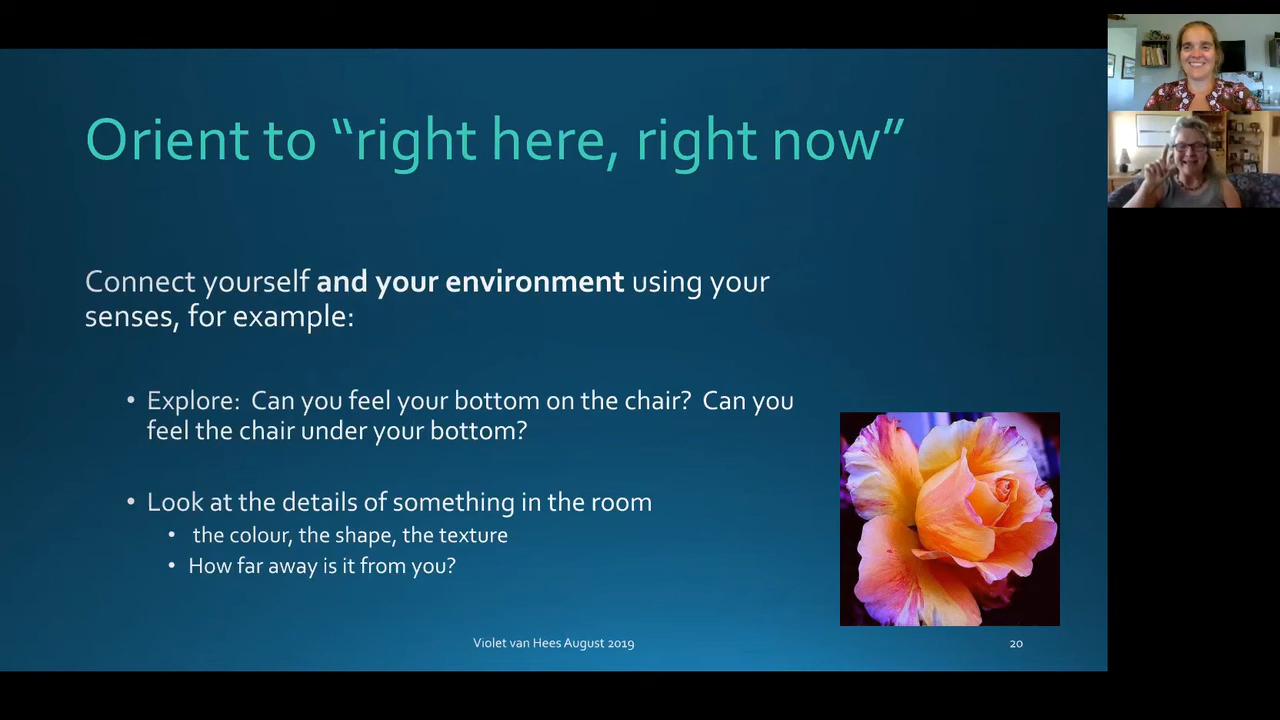 Orient to “right here, right now”
Connect yourself and your environment using your
senses, for example:
• Explore:  Can you feel your bottom on the chair?  Can you
feel the chair under your bottom?
• Look at the details of something in the room
• the colour, the shape, the texture
• How far away is it from you?
Violet van Hees August 2019
20